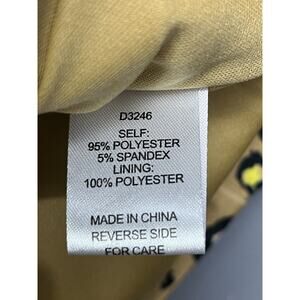 D3246
SELF:
95% POLYESTER
5% SPANDEX
LINING:
100% POLYESTER
MADE IN CHINA
REVERSE SIDE
FOR CARE